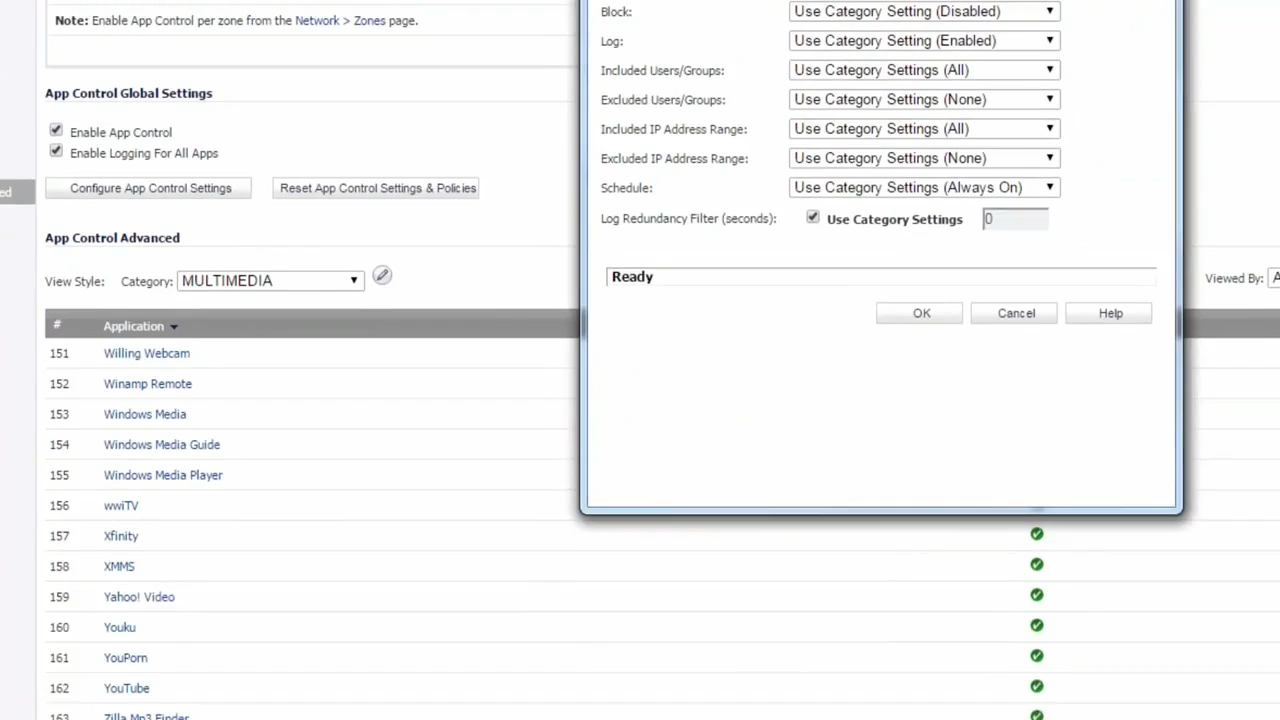 Note: Enable App Control per zone from the Network > Zones page.
App Control Global Settings
Enable App Control
Enable Logging For All Apps
ed
Configure App Control Settings
Reset App Control Settings & Policies
App Control Advanced
View Style:
Category:
MULTIMEDIA
Viewed By:
A
# Application
151 Willing Webcam
152 Winamp Remote
153 Windows Media
154 Windows Media Guide
155 Windows Media Player
156 wwiTV
157 Xfinity
158 XMMS
159 Yahoo! Video
160 Youku
161 YouPorn
162 YouTube
163 Zilla Mp3 Finder
Block: Use Category Setting (Disabled)
Log: Use Category Setting (Enabled)
Included Users/Groups: Use Category Settings (All)
Excluded Users/Groups: Use Category Settings (None)
Included IP Address Range: Use Category Settings (All)
Excluded IP Address Range: Use Category Settings (None)
Schedule: Use Category Settings (Always On)
Log Redundancy Filter (seconds): Use Category Settings 0
Ready
OK
Cancel
Help